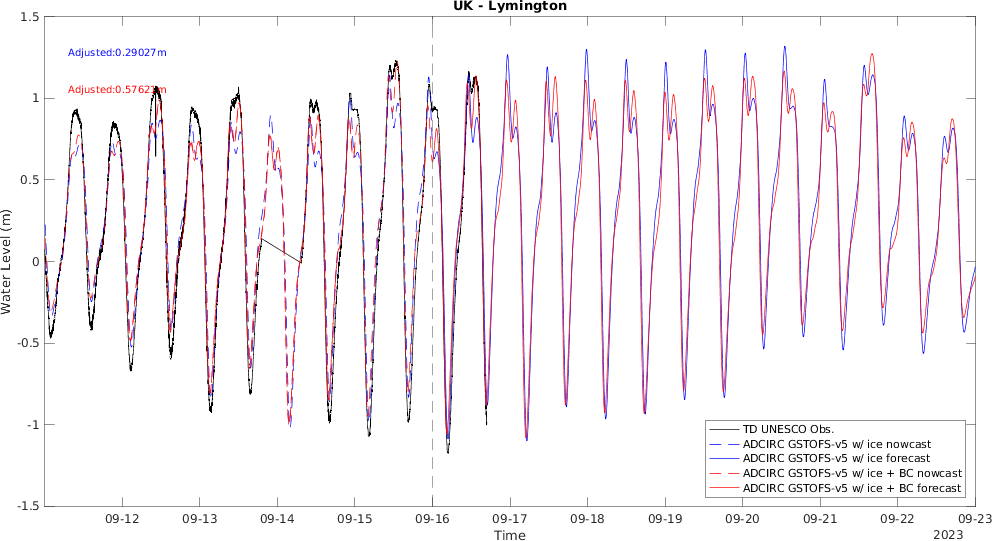 UK - Lymington
Adjusted:0.29027m
Adjusted:0.57621m
Water Level (m)
1.5
1
0.5
0
-0.5
-1
-1.5
TD UNESCO Obs.
ADCIRC GSTOFS-v5 w/ ice nowcast
ADCIRC GSTOFS-v5 w/ ice forecast
ADCIRC GSTOFS-v5 w/ ice + BC nowcast
ADCIRC GSTOFS-v5 w/ ice + BC forecast
09-12 09-13 09-14 09-15 09-16 09-17 09-18 09-19 09-20 09-21 09-22 09-23
Time
2023